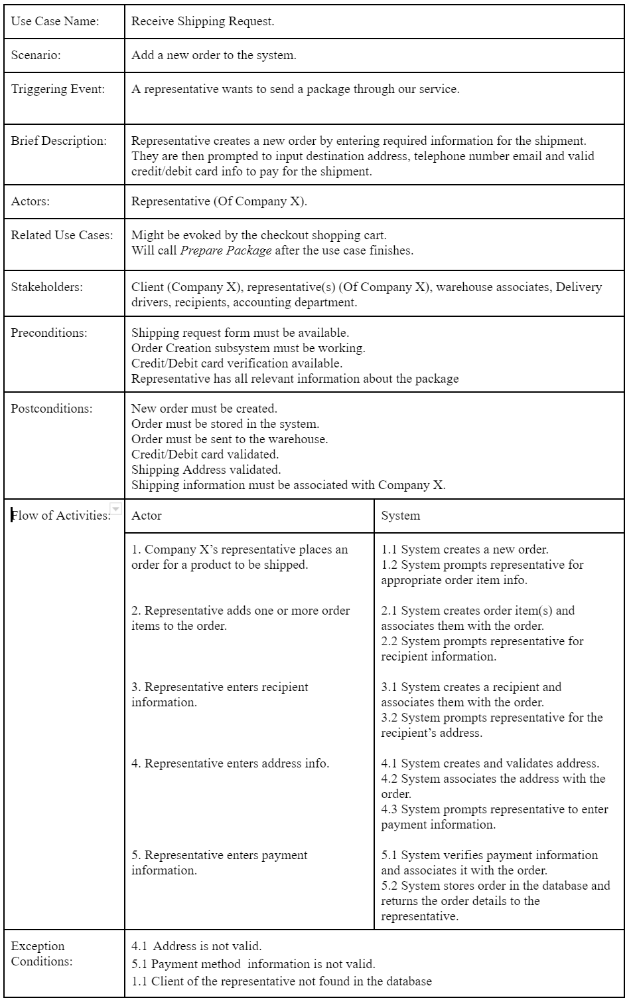 Use Case Name:
Receive Shipping Request.
Scenario:
Add a new order to the system.
Triggering Event:
A representative wants to send a package through our service.
Brief Description:
Representative creates a new order by entering required information for the shipment.
They are then prompted to input destination address, telephone number email and valid
credit/debit card info to pay for the shipment.
Actors:
Representative (Of Company X).
Related Use Cases:
Might be evoked by the checkout shopping cart.
Will call Prepare Package after the use case finishes.
Stakeholders:
Client (Company X), representative(s) (Of Company X), warehouse associates, Delivery
drivers, recipients, accounting department.
Preconditions:
Shipping request form must be available.
Order Creation subsystem must be working.
Credit/Debit card verification available.
Representative has all relevant information about the package
Postconditions:
New order must be created.
Order must be stored in the system.
Order must be sent to the warehouse.
Credit/Debit card validated.
Shipping Address validated.
Shipping information must be associated with Company X.
Flow of Activities:
Actor
System
1. Company X’s representative places an
order for a product to be shipped.
1.1 System creates a new order.
1.2 System prompts representative for
appropriate order item info.
2. Representative adds one or more order
items to the order.
2.1 System creates order item(s) and
associates them with the order.
2.2 System prompts representative for
recipient information.
3. Representative enters recipient
information.
3.1 System creates a recipient and
associates them with the order.
3.2 System prompts representative for the
recipient’s address.
4. Representative enters address info.
4.1 System creates and validates address.
4.2 System associates the address with the
order.
4.3 System prompts representative to enter
payment information.
5. Representative enters payment
information.
5.1 System verifies payment information
and associates it with the order.
5.2 System stores order in the database and
returns the order details to the
representative.
Exception
Conditions:
4.1 Address is not valid.
5.1 Payment method information is not valid.
1.1 Client of the representative not found in the database